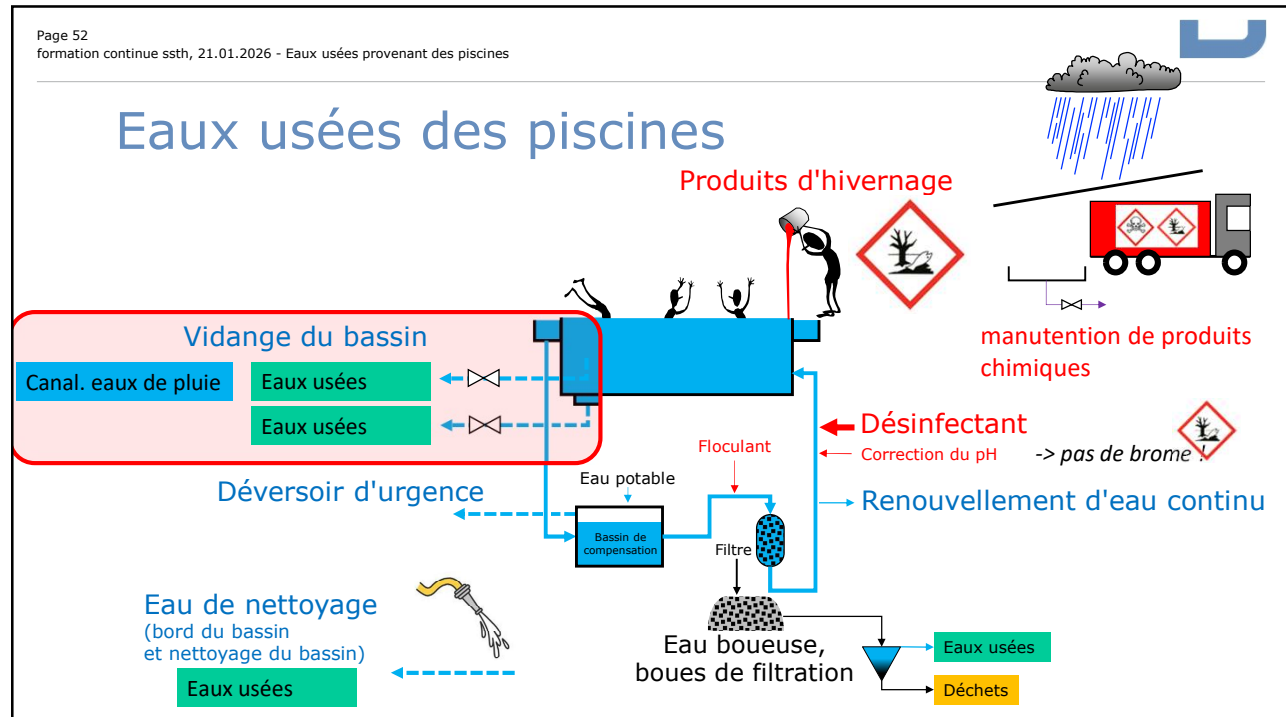 Page 52
formation continue ssth, 21.01.2026 - Eaux usées provenant des piscines
Eaux usées des piscines
Produits d'hivernage
manutention de produits
chimiques
Vidange du bassin
Canal. eaux de pluie
Eaux usées
Eaux usées
Désinfectant
Correction du pH
-> pas de brome !
Floculant
Eau potable
Déversoir d'urgence
Renouvellement d'eau continu
Bassin de
compensation
Filtre
Eau de nettoyage
(bord du bassin
et nettoyage du bassin)
Eaux usées
Eau boueuse,
boues de filtration
Eaux usées
Déchets